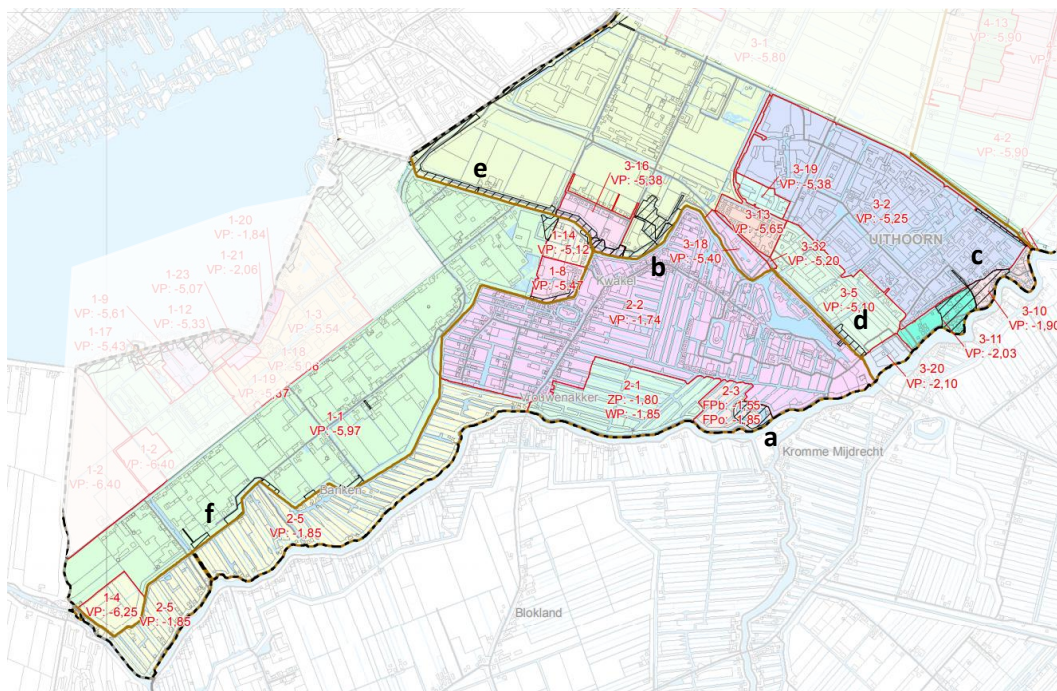 3-1
VP: -5,80
4-13
VP: -5,90
4-2
VP: -5,90
e
3-16
VP: -5,38
3-19
VP: -5,38
3-2
VP: -5,25
UITHOORN
3-13
VP: -5,65
1-20
VP: -1,84
1-21
VP: -2,06
1-23
VP: -5,07
1-14
VP: -5,12
3-18
VP: -5,40
3-32
VP: -5,20
b
c
1-8
VP: -5,47
Kwakel
1-9
VP: -5,61
1-12
VP: -5,33
1-17
VP: -5,43
1-3
VP: -5,54
2-2
VP: -1,74
3-5
VP: -5,10
d
3-10
VP: -1,90
3-11
VP: -2,03
1-18
1-19
3-20
VP: -2,10
2-1
ZP: -1,80
WP: -1,85
2-3
FPb: -1,55
FPo: -1,85
Vrouwenakker
1-1
VP: -5,97
a
Kromme Mijdrecht
1-2
VP: -6,40
1-2
-6,40
Banken
f
2-5
VP: -1,85
1-4
VP: -6,25
2-5
VP: -1,85
Blokland